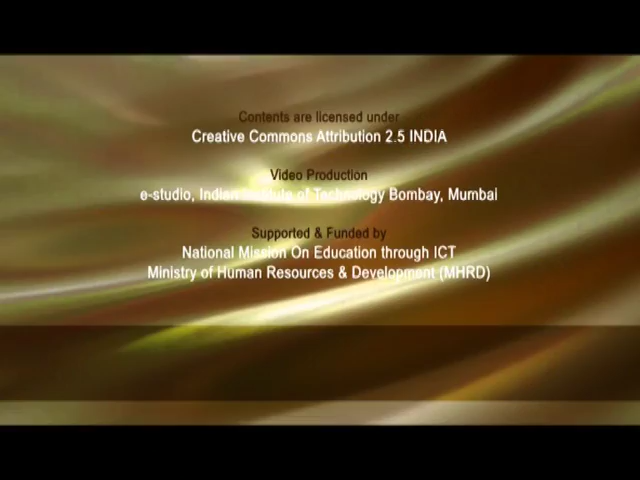 Contents are licensed under
Creative Commons Attribution 2.5 INDIA
Video Production
e-studio, Indian Institute of Technology Bombay, Mumbai
Supported & Funded by
National Mission On Education through ICT
Ministry of Human Resources & Development (MHRD)